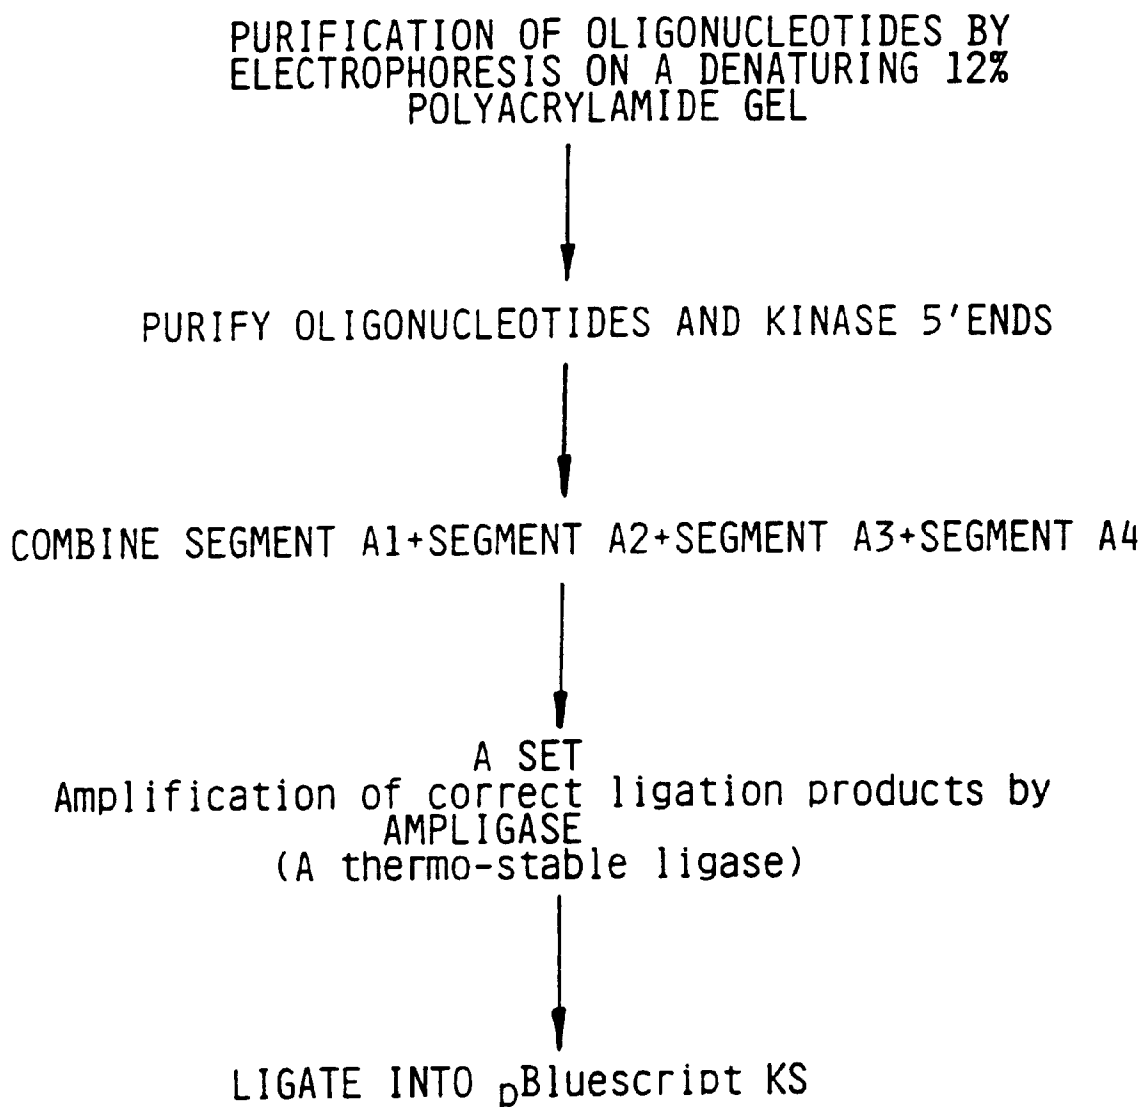 PURIFICATION OF OLIGONUCLEOTIDES BY
ELECTROPHORESIS ON A DENATURING 12%
POLYACRYLAMIDE GEL
PURIFY OLIGONUCLEOTIDES AND KINASE 5'ENDS
COMBINE SEGMENT A1+SEGMENT A2+SEGMENT A3+SEGMENT A4
A SET
Amplification of correct ligation products by
AMPLIGASE
(A thermo-stable ligase)
LIGATE INTO pBluescript KS